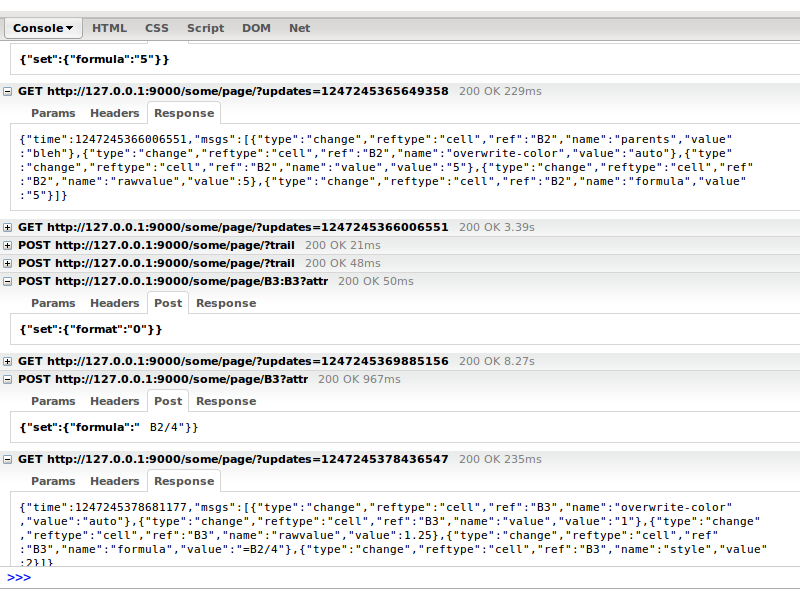 Console HTML CSS Script DOM Net
{"set":{"formula":"5"}}
GET http://127.0.0.1:9000/some/page/?updates=1247245365649358 200 OK 229ms
Params Headers Response
{"time":1247245366006551,"msgs":[{"type":"change","reftype":"cell","ref":"B2","name":"parents","value"
:"bleh"},{"type":"change","reftype":"cell","ref":"B2","name":"overwrite-color","value":"auto"},{"type"
:"change","reftype":"cell","ref":"B2","name":"value","value":"5"},{"type":"change","reftype":"cell","ref"
:"B2","name":"rawvalue","value":5},{"type":"change","reftype":"cell","ref":"B2","name":"formula","value"
:"5"}]}
GET http://127.0.0.1:9000/some/page/?updates=1247245366006551 200 OK 3.39s
POST http://127.0.0.1:9000/some/page/?trail 200 OK 21ms
POST http://127.0.0.1:9000/some/page/?trail 200 OK 48ms
POST http://127.0.0.1:9000/some/page/B3:B3?attr 200 OK 50ms
Params Headers Post Response
{"set":{"format":"0"}}
GET http://127.0.0.1:9000/some/page/?updates=1247245369885156 200 OK 8.27s
POST http://127.0.0.1:9000/some/page/B3?attr 200 OK 967ms
Params Headers Post Response
{"set":{"formula":" B2/4"}}
GET http://127.0.0.1:9000/some/page/?updates=1247245378436547 200 OK 235ms
Params Headers Response
{"time":1247245378681177,"msgs":[{"type":"change","reftype":"cell","ref":"B3","name":"overwrite-color"
,"value":"auto"},{"type":"change","reftype":"cell","ref":"B3","name":"value","value":"1"},{"type":"change"
,"reftype":"cell","ref":"B3","name":"rawvalue","value":1.25},{"type":"change","reftype":"cell","ref"
:"B3","name":"formula","value":"=B2/4"},{"type":"change","reftype":"cell","ref":"B3","name":"style","value"
:2}]}
>>>